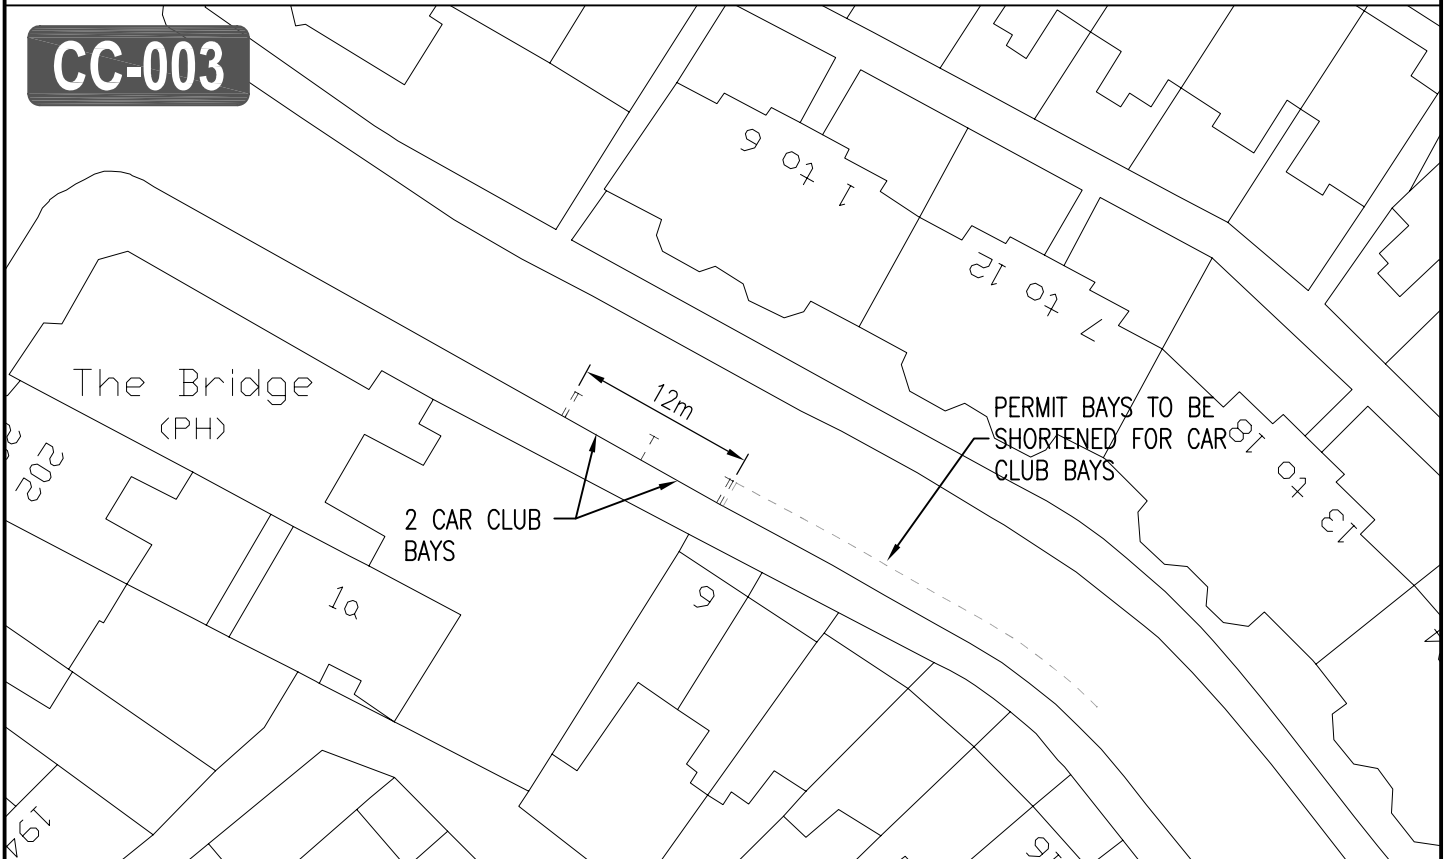 CC-003
1 to 6
7 to 12
The Bridge
(PH)
12m
PERMIT BAYS TO BE
SHORTENED FOR CAR
CLUB BAYS
13 to 18
202
2 CAR CLUB
BAYS
1a
9
194